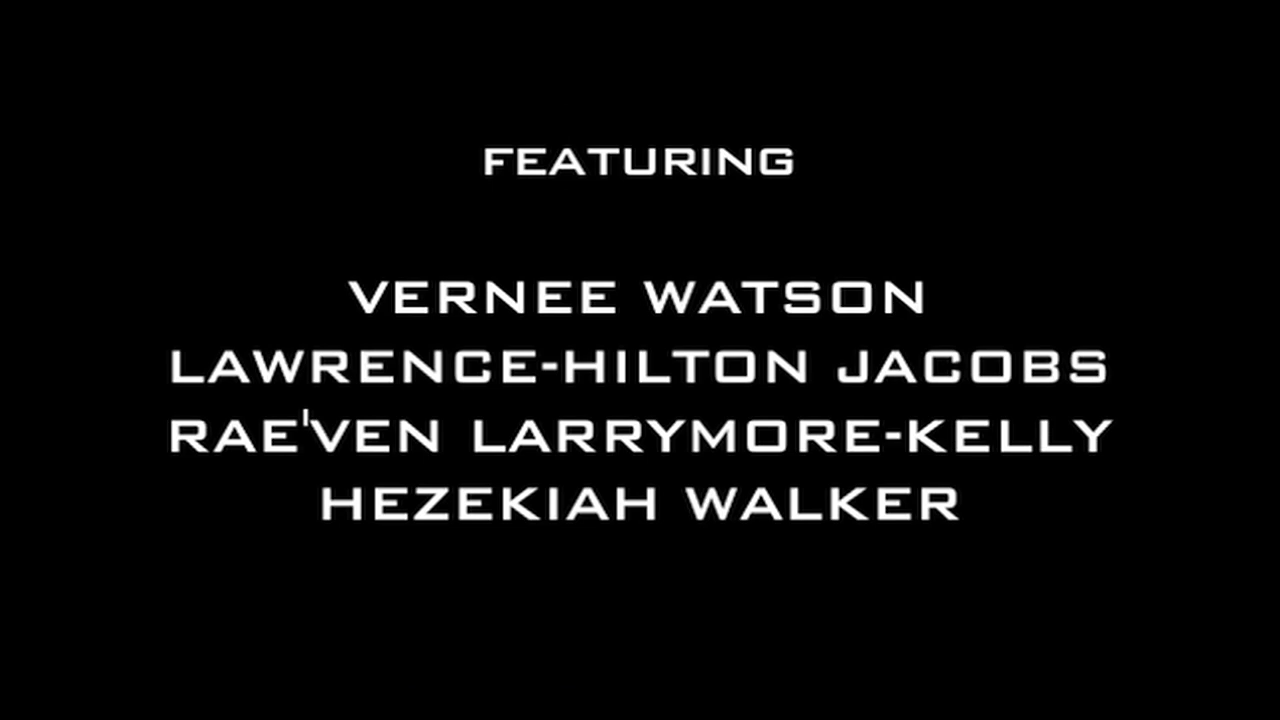 FEATURING
VERNEE WATSON
LAWRENCE-HILTON JACOBS
RAE'VEN LARRYMORE-KELLY
HEZEKIAH WALKER